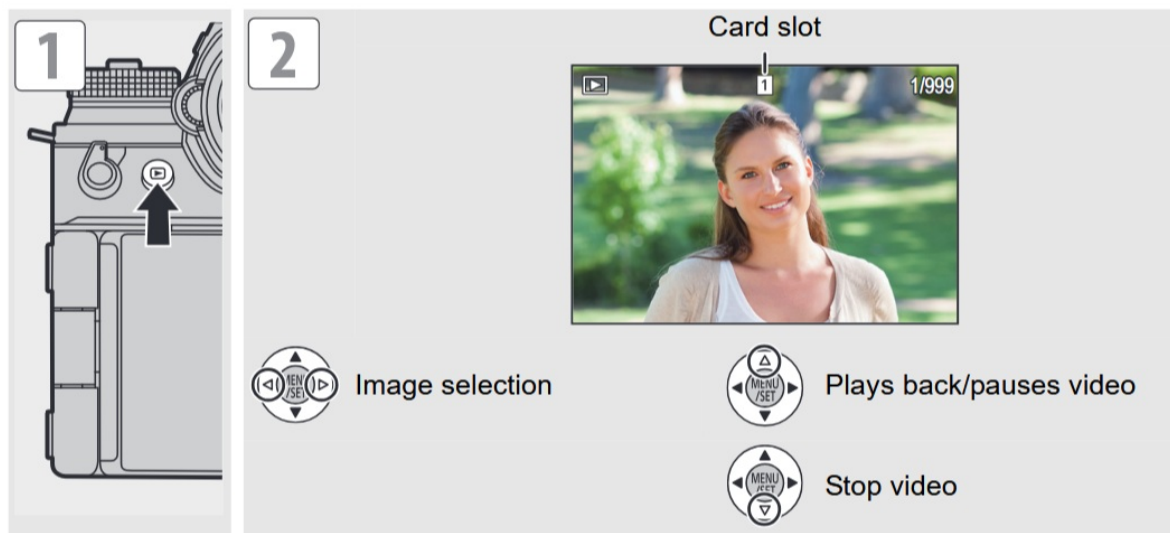 1
2
Card slot
1
1/999
MENU
/SET
Image selection
MENU
/SET
Plays back/pauses video
MENU
/SET
Stop video